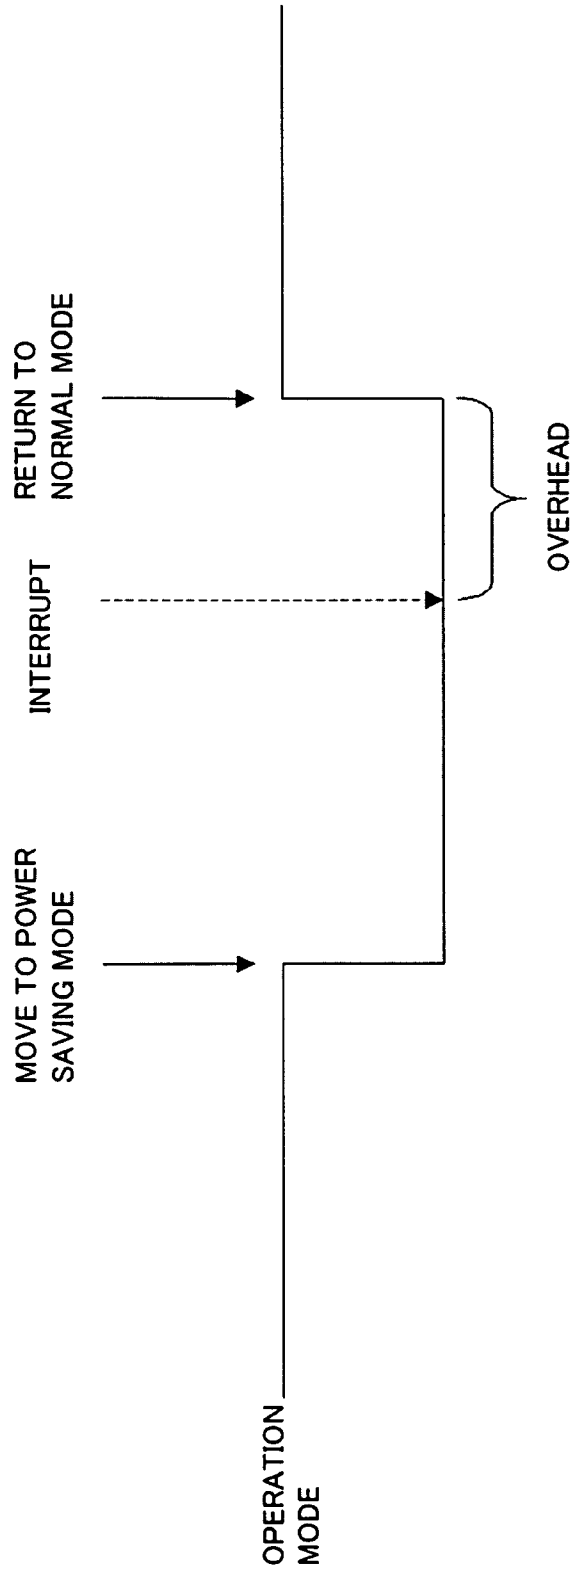 MOVE TO POWER
SAVING MODE
INTERRUPT
RETURN TO
NORMAL MODE
OPERATION
MODE
OVERHEAD